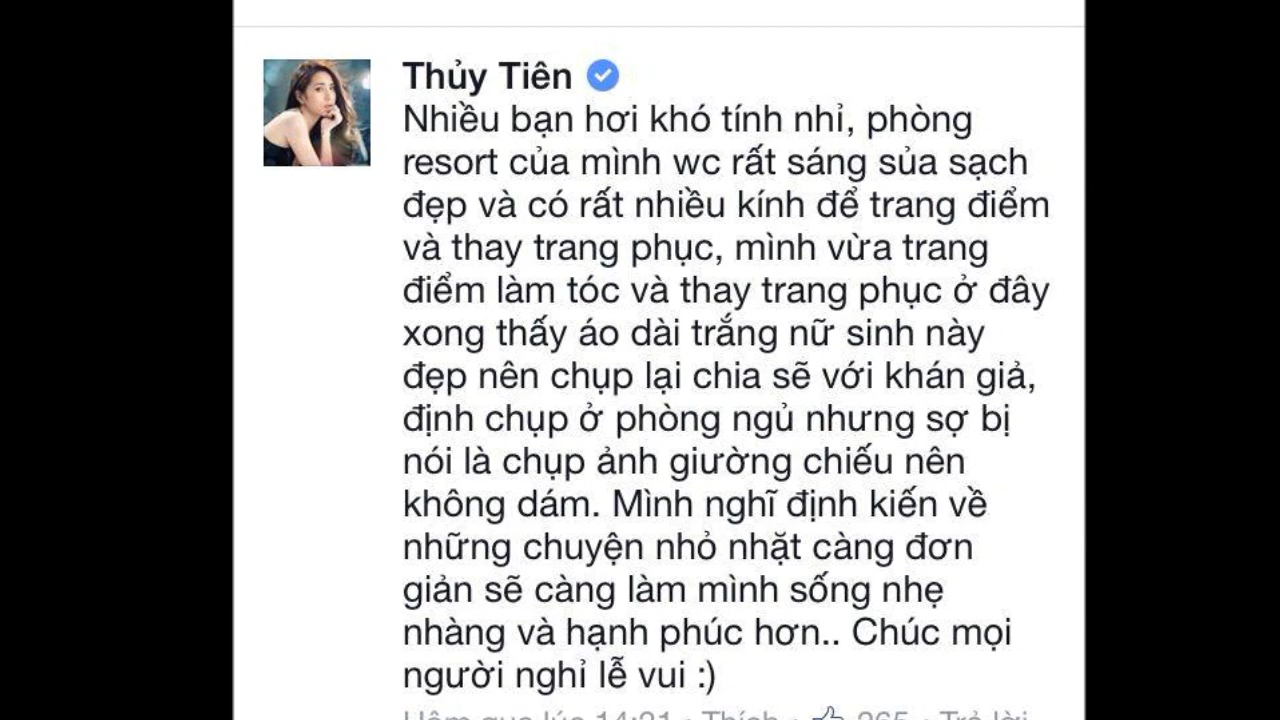 Thủy Tiên
Nhiều bạn hơi khó tính nhỉ, phòng
resort của mình wc rất sáng sủa sạch
đẹp và có rất nhiều kính để trang điểm
và thay trang phục, mình vừa trang
điểm làm tóc và thay trang phục ở đây
xong thấy áo dài trắng nữ sinh này
đẹp nên chụp lại chia sẽ với khán giả,
định chụp ở phòng ngủ nhưng sợ bị
nói là chụp ảnh giường chiếu nên
không dám. Mình nghĩ định kiến về
những chuyện nhỏ nhặt càng đơn
giản sẽ càng làm mình sống nhẹ
nhàng và hạnh phúc hơn.. Chúc mọi
người nghỉ lễ vui :)
Hôm qua lúc 14:21 · Thích · 265 · Trả lời